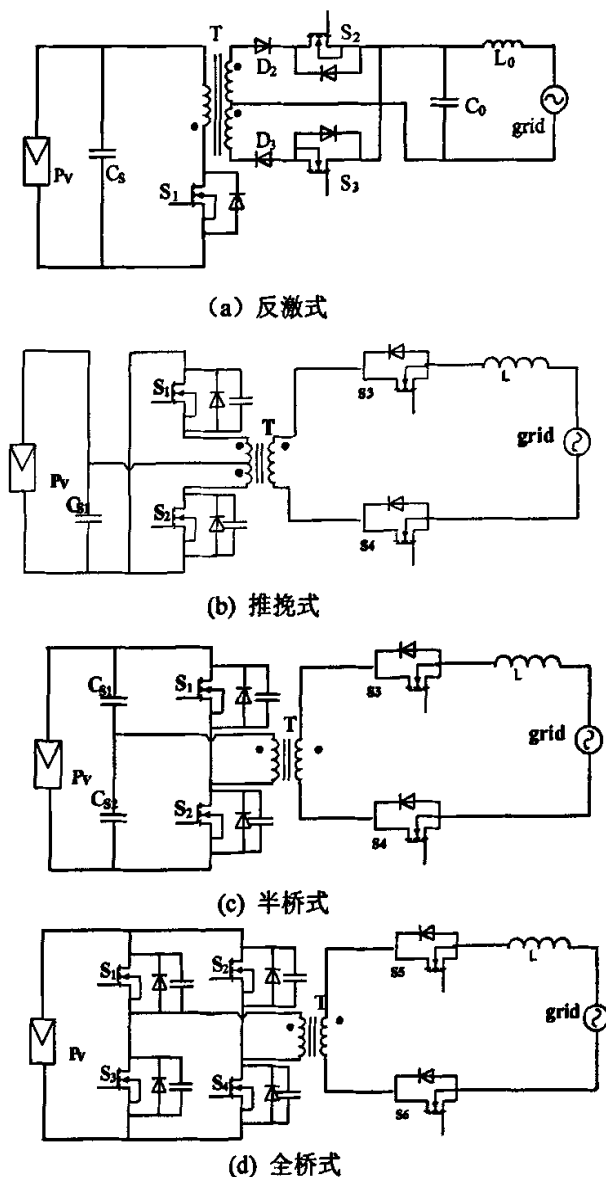 T
S₂
D₂
L₀
C₀
grid
Pᵥ
Cₛ
D₃
S₃
S₁
（a）反激式
S₁
T
S3
L
grid
Pᵥ
Cₛ₁
S₂
S4
(b) 推挽式
Cₛ₁
S₁
T
S3
L
grid
Pᵥ
Cₛ₂
S₂
S4
(c) 半桥式
S₁
S₂
T
S5
L
grid
Pᵥ
S₃
S₄
S6
(d) 全桥式